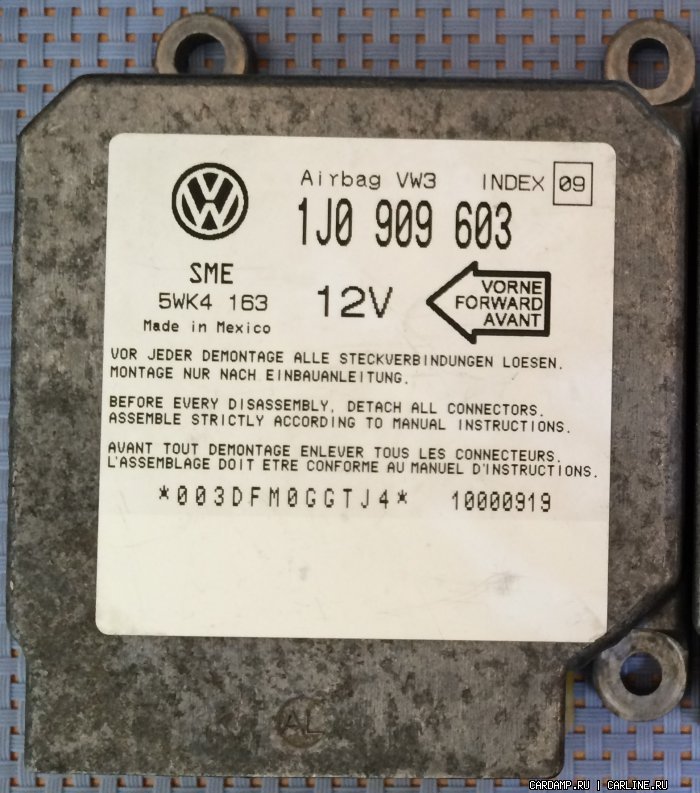 Airbag VW3 INDEX 09
1J0 909 603
SME
5WK4 163
Made in Mexico
12V
VORNE
FORWARD
AVANT
VOR JEDER DEMONTAGE ALLE STECKVERBINDUNGEN LOESEN.
MONTAGE NUR NACH EINBAUANLEITUNG.
BEFORE EVERY DISASSEMBLY, DETACH ALL CONNECTORS.
ASSEMBLE STRICTLY ACCORDING TO MANUAL INSTRUCTIONS.
AVANT TOUT DEMONTAGE ENLEVER TOUS LES CONNECTEURS.
L'ASSEMBLAGE DOIT ETRE CONFORME AU MANUEL D'INSTRUCTIONS.
*003DFM0GGTJ4* 10000919
AL
CARDAMP.RU | CARLINE.RU